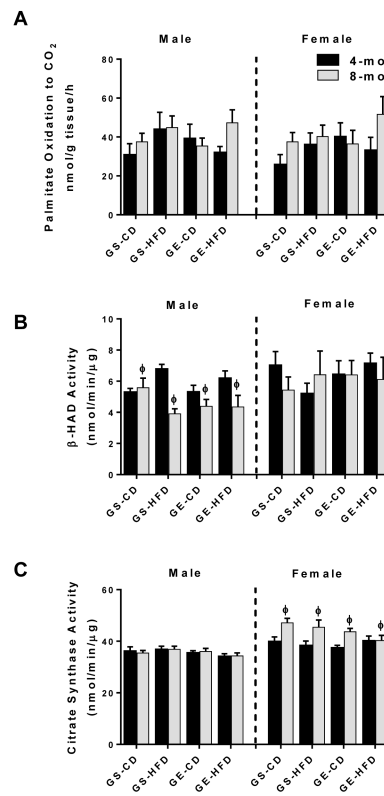 A
Male Female
4-mo
8-mo
Palmitate Oxidation to CO2
nmol/g tissue/h
80
60
40
20
0
GS-CD GS-HFD GE-CD GE-HFD GS-CD GS-HFD GE-CD GE-HFD
B
Male Female
β-HAD Activity
(nmol/min/µg)
10
8
6
4
2
0
ϕ ϕ ϕ ϕ
GS-CD GS-HFD GE-CD GE-HFD GS-CD GS-HFD GE-CD GE-HFD
C
Male Female
Citrate Synthase Activity
(nmol/min/µg)
60
40
20
0
ϕ ϕ ϕ ϕ
GS-CD GS-HFD GE-CD GE-HFD GS-CD GS-HFD GE-CD GE-HFD